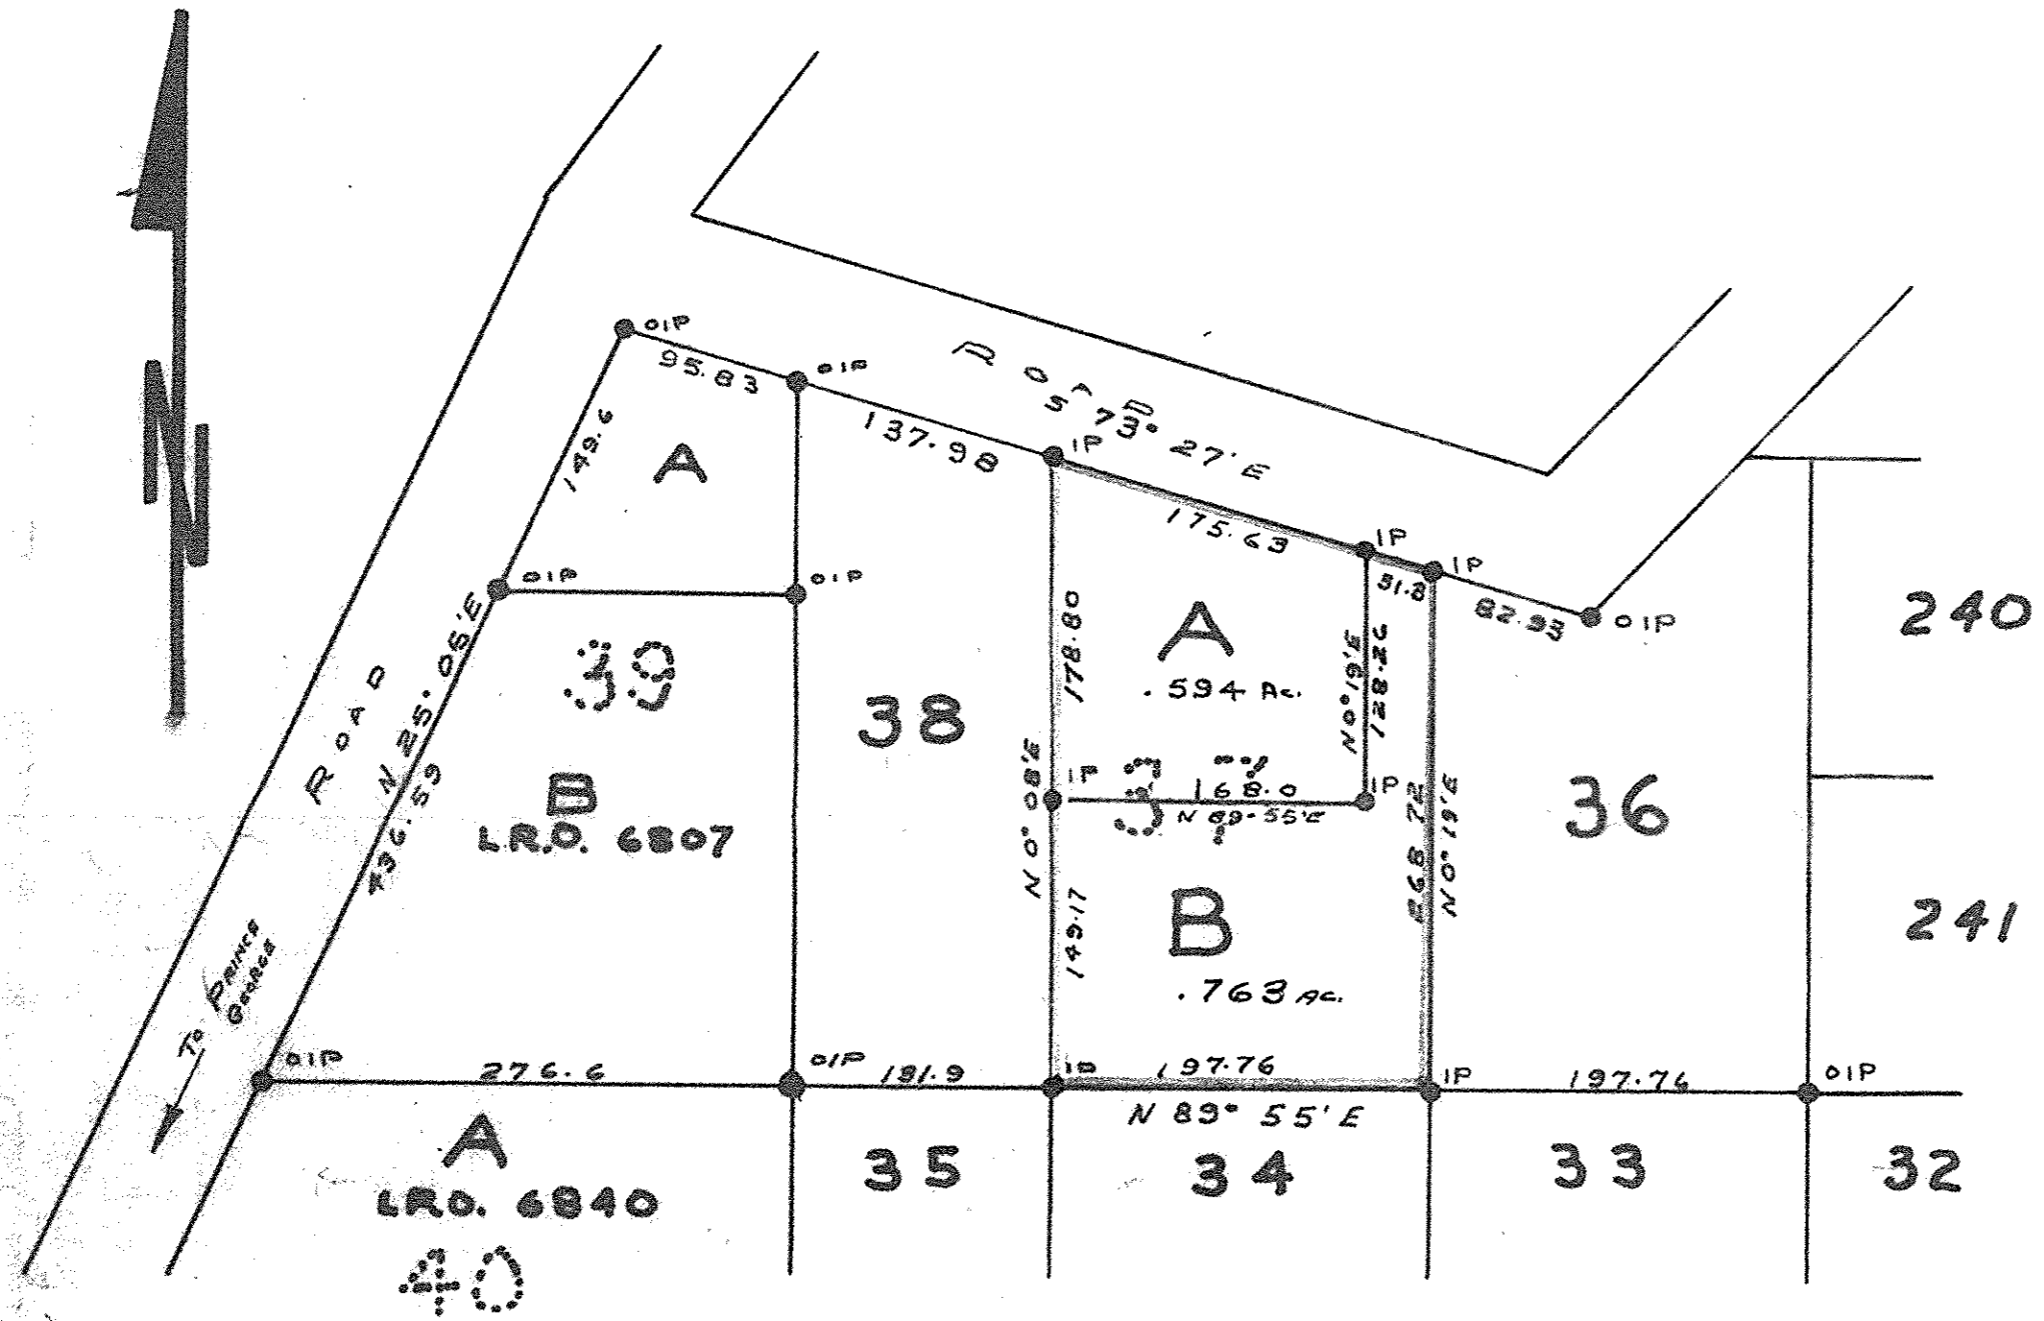 N
OIP
95.83
OIP
137.98
IP
ROAD
S 73° 27'E
175.63
IP
31.8
IP
82.93
OIP
149.6
A
OIP
OIP
39
38
178.80
A
.594 Ac.
N 0° 19'E
128.26
N 25° 05'E
ROAD
B
L.R.O. 6807
IP
37
168.0
N 89° 55'E
IP
N 0° 08'E
149.17
B
.763 Ac.
268.72
N 0° 19'E
36
240
241
TO PRINCE
GEORGE
OIP
276.6
OIP
131.9
IP
197.76
N 89° 55'E
IP
197.76
OIP
A
L.R.O. 6840
40
35
34
33
32